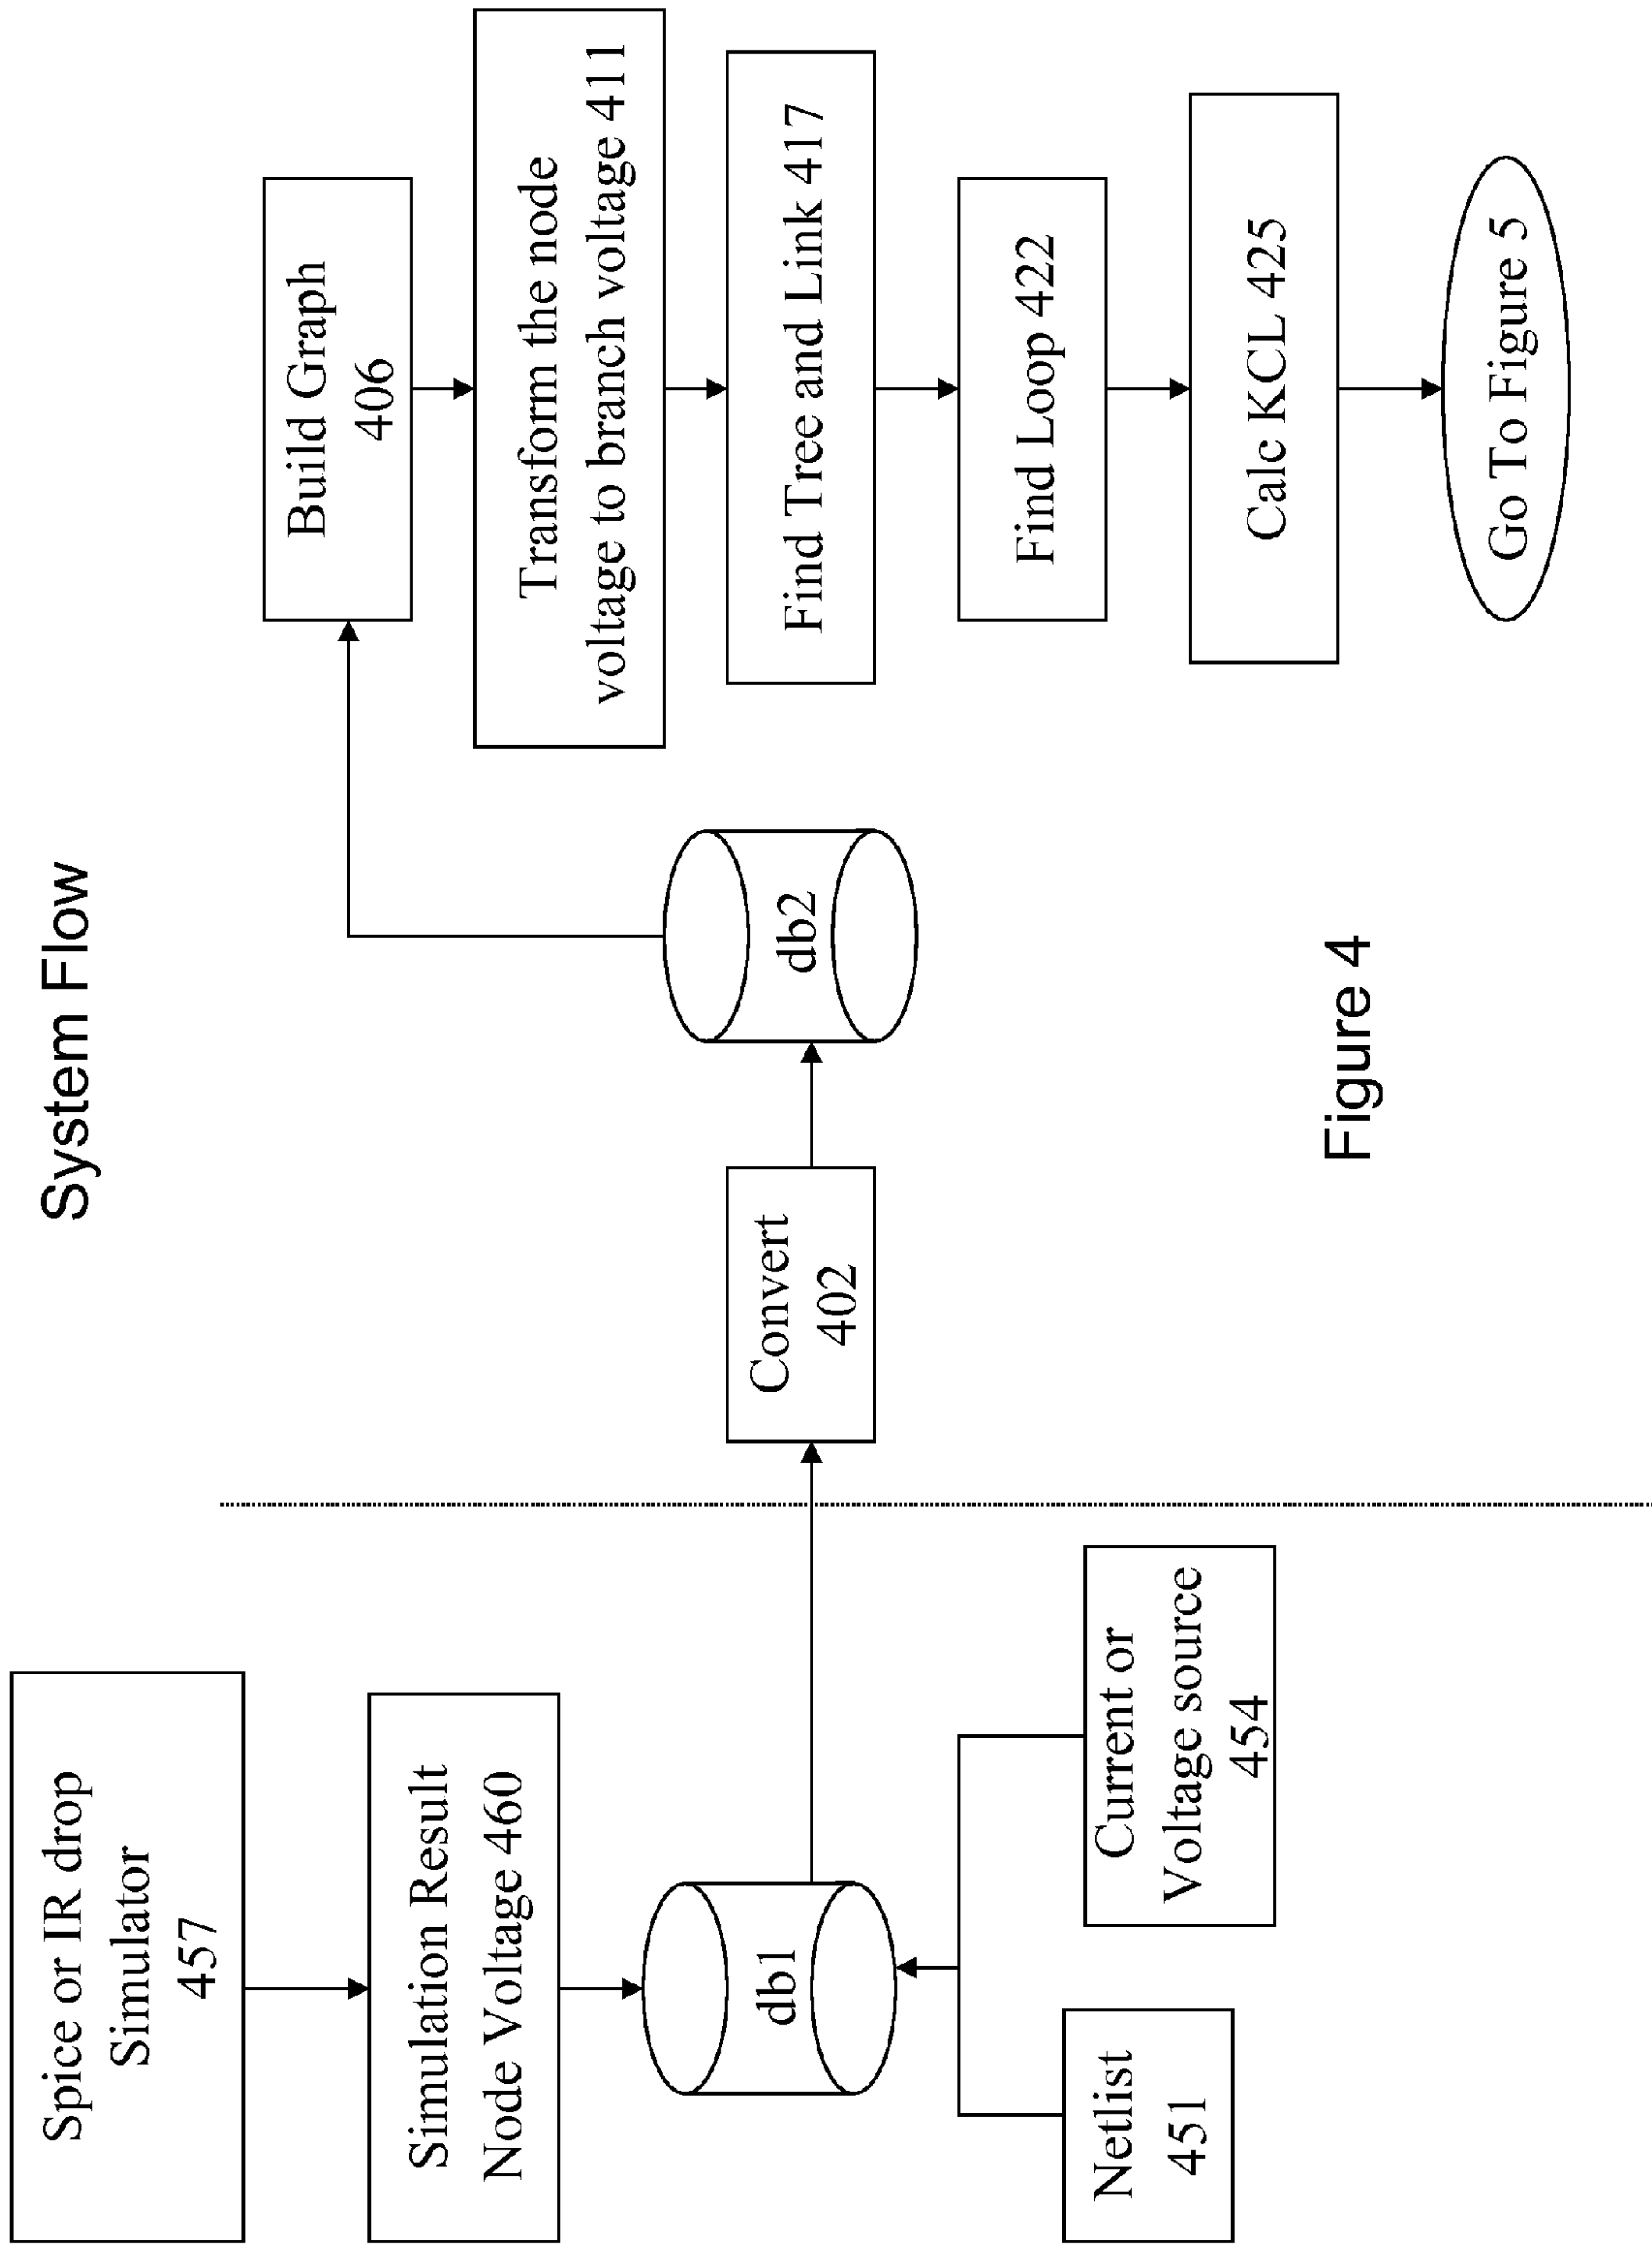 System Flow
Spice or IR drop
Simulator
457
Simulation Result
Node Voltage 460
db1
Netlist
451
Current or
Voltage source
454
Convert
402
db2
Build Graph
406
Transform the node
voltage to branch voltage 411
Find Tree and Link 417
Find Loop 422
Calc KCL 425
Go To Figure 5
Figure 4